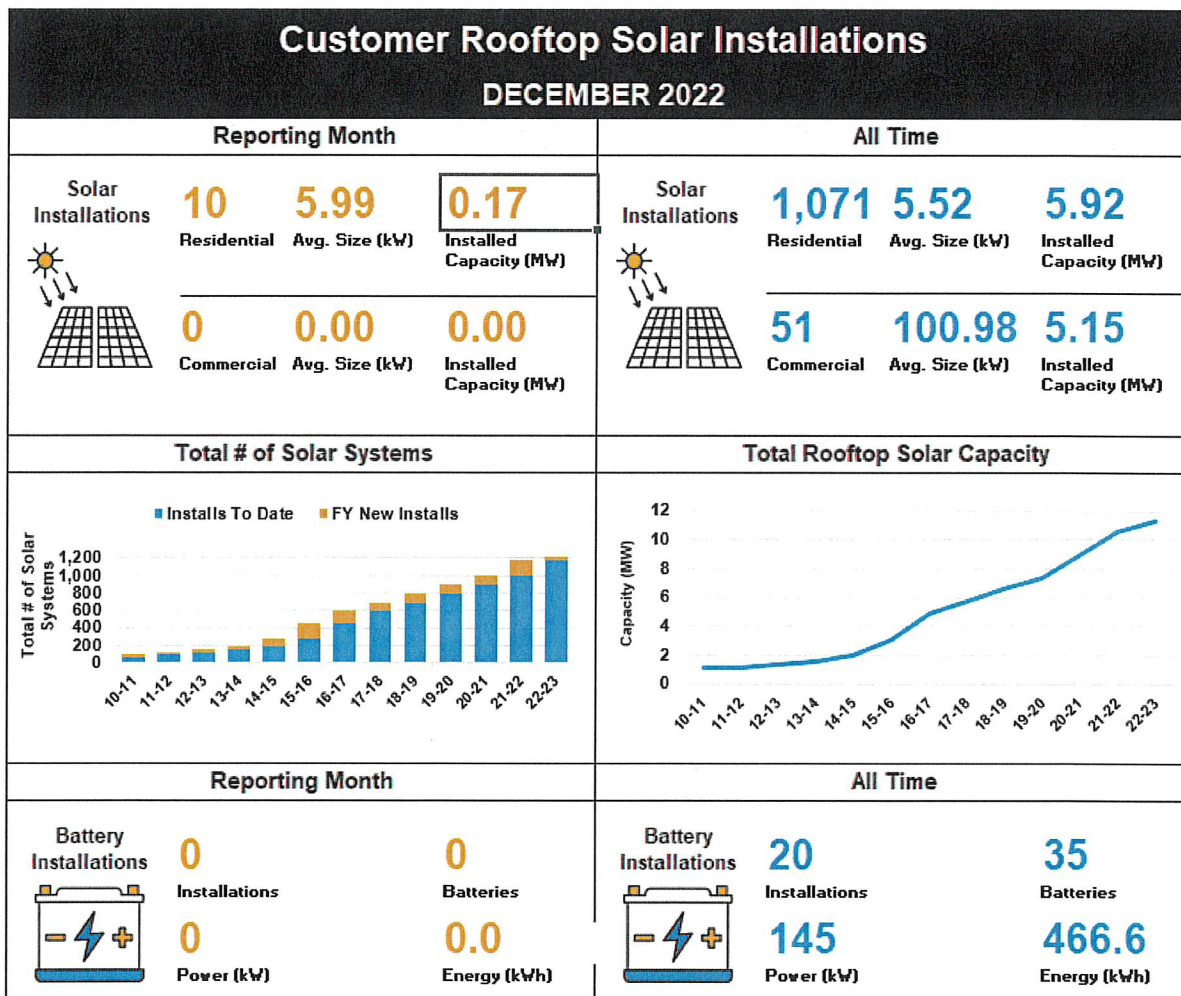 Customer Rooftop Solar Installations
DECEMBER 2022
Reporting Month
Solar
Installations
10
5.99
0.17
Residential
Avg. Size (kW)
Installed
Capacity (MW)
0
0.00
0.00
Commercial
Avg. Size (kW)
Installed
Capacity (MW)
All Time
Solar
Installations
1,071
5.52
5.92
Residential
Avg. Size (kW)
Installed
Capacity (MW)
51
100.98
5.15
Commercial
Avg. Size (kW)
Installed
Capacity (MW)
Total # of Solar Systems
Installs To Date
FY New Installs
Total # of Solar
Systems
1,200
1,000
800
600
400
200
0
10-11
11-12
12-13
13-14
14-15
15-16
16-17
17-18
18-19
19-20
20-21
21-22
22-23
Total Rooftop Solar Capacity
Capacity (MW)
12
10
8
6
4
2
0
10-11
11-12
12-13
13-14
14-15
15-16
16-17
17-18
18-19
19-20
20-21
21-22
22-23
Reporting Month
Battery
Installations
0
0
Installations
Batteries
0
0.0
Power (kW)
Energy (kWh)
All Time
Battery
Installations
20
35
Installations
Batteries
145
466.6
Power (kW)
Energy (kWh)